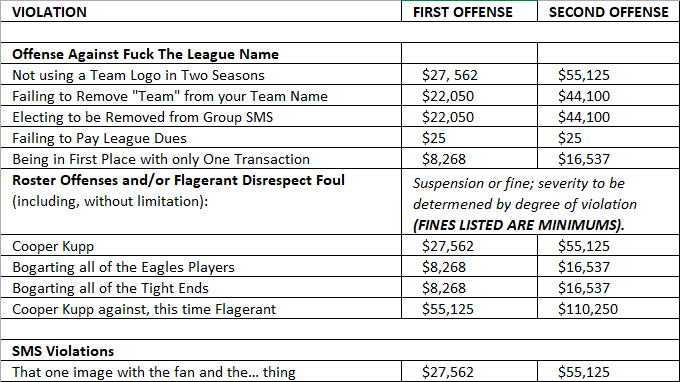 VIOLATION FIRST OFFENSE SECOND OFFENSE
Offense Against Fuck The League Name
Not using a Team Logo in Two Seasons $27, 562 $55,125
Failing to Remove "Team" from your Team Name $22,050 $44,100
Electing to be Removed from Group SMS $22,050 $44,100
Failing to Pay League Dues $25 $25
Being in First Place with only One Transaction $8,268 $16,537
Roster Offenses and/or Flagerant Disrespect Foul
(including, without limitation):
Suspension or fine; severity to be
determened by degree of violation
(FINES LISTED ARE MINIMUMS).
Cooper Kupp $27,562 $55,125
Bogarting all of the Eagles Players $8,268 $16,537
Bogarting all of the Tight Ends $8,268 $16,537
Cooper Kupp against, this time Flagerant $55,125 $110,250
SMS Violations
That one image with the fan and the... thing $27,562 $55,125